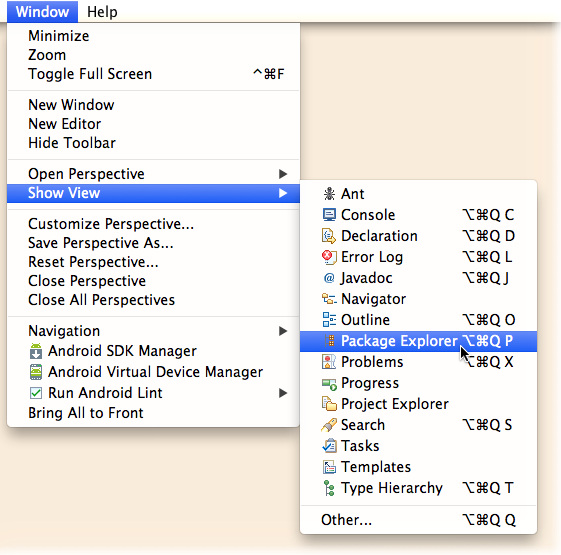 Window Help
Minimize
Zoom
Toggle Full Screen ^⌘F
New Window
New Editor
Hide Toolbar
Open Perspective ▶
Show View ▶
Customize Perspective...
Save Perspective As...
Reset Perspective...
Close Perspective
Close All Perspectives
Navigation ▶
Android SDK Manager
Android Virtual Device Manager
Run Android Lint ▶
Bring All to Front
Ant
Console ⌥⌘Q C
Declaration ⌥⌘Q D
Error Log ⌥⌘Q L
@ Javadoc ⌥⌘Q J
Navigator
Outline ⌥⌘Q O
Package Explorer ⌥⌘Q P
Problems ⌥⌘Q X
Progress
Project Explorer
Search ⌥⌘Q S
Tasks
Templates
Type Hierarchy ⌥⌘Q T
Other... ⌥⌘Q Q